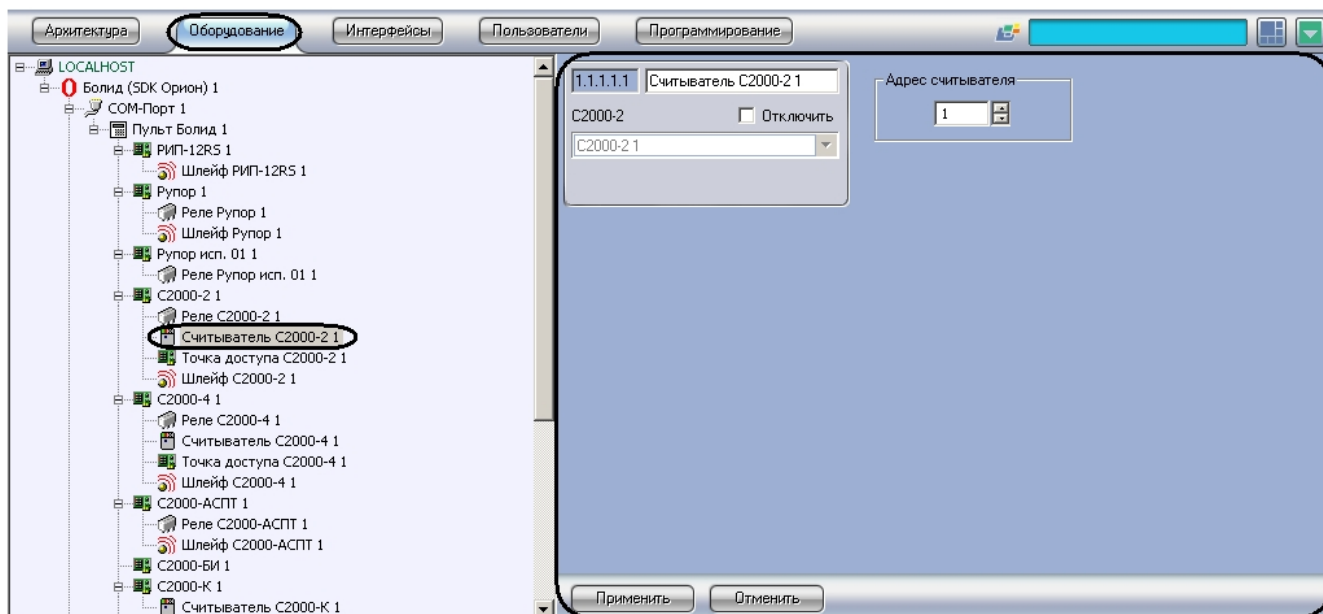 Архитектура Оборудование Интерфейсы Пользователи Программирование
LOCALHOST
Болид (SDK Орион) 1
COM-Порт 1
Пульт Болид 1
РИП-12RS 1
Шлейф РИП-12RS 1
Рупор 1
Реле Рупор 1
Шлейф Рупор 1
Рупор исп. 01 1
Реле Рупор исп. 01 1
С2000-2 1
Реле С2000-2 1
Считыватель С2000-2 1
Точка доступа С2000-2 1
Шлейф С2000-2 1
С2000-4 1
Реле С2000-4 1
Считыватель С2000-4 1
Точка доступа С2000-4 1
Шлейф С2000-4 1
С2000-АСПТ 1
Реле С2000-АСПТ 1
Шлейф С2000-АСПТ 1
С2000-БИ 1
С2000-К 1
Считыватель С2000-К 1
1.1.1.1.1 Считыватель С2000-2 1
С2000-2 Отключить
С2000-2 1
Адрес считывателя
1
Применить Отменить